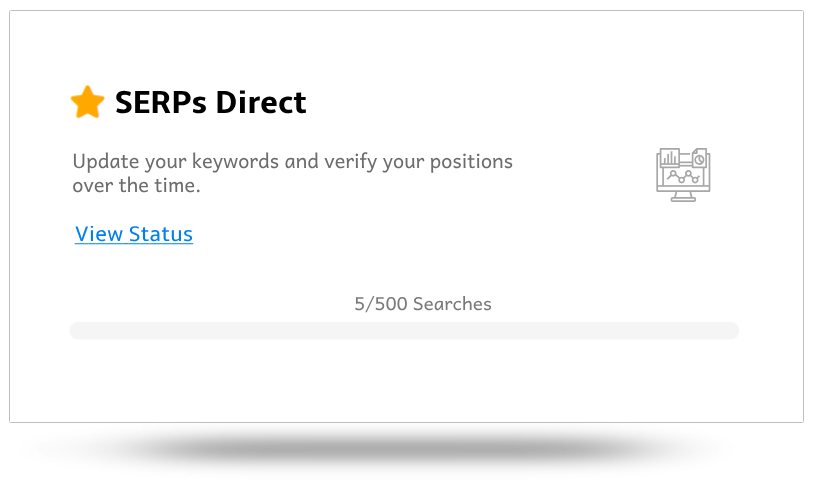 SERPs Direct
Update your keywords and verify your positions
over the time.
View Status
5/500 Searches